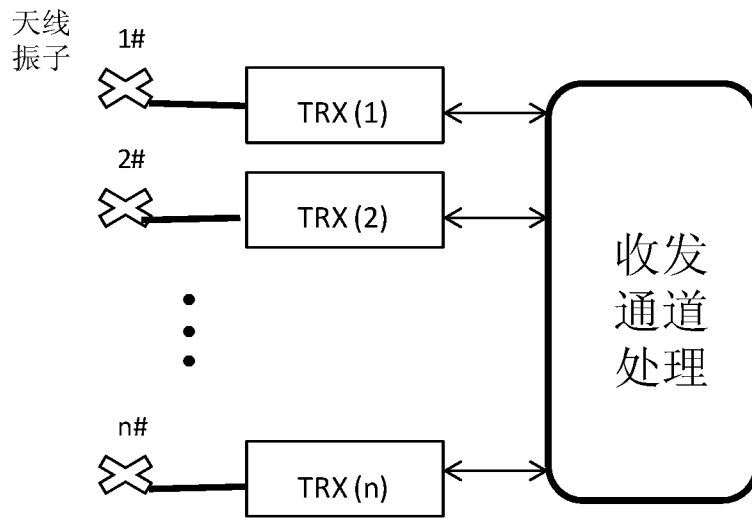 天线
振子
1#
TRX (1)
2#
TRX (2)
收发
通道
处理
n#
TRX (n)